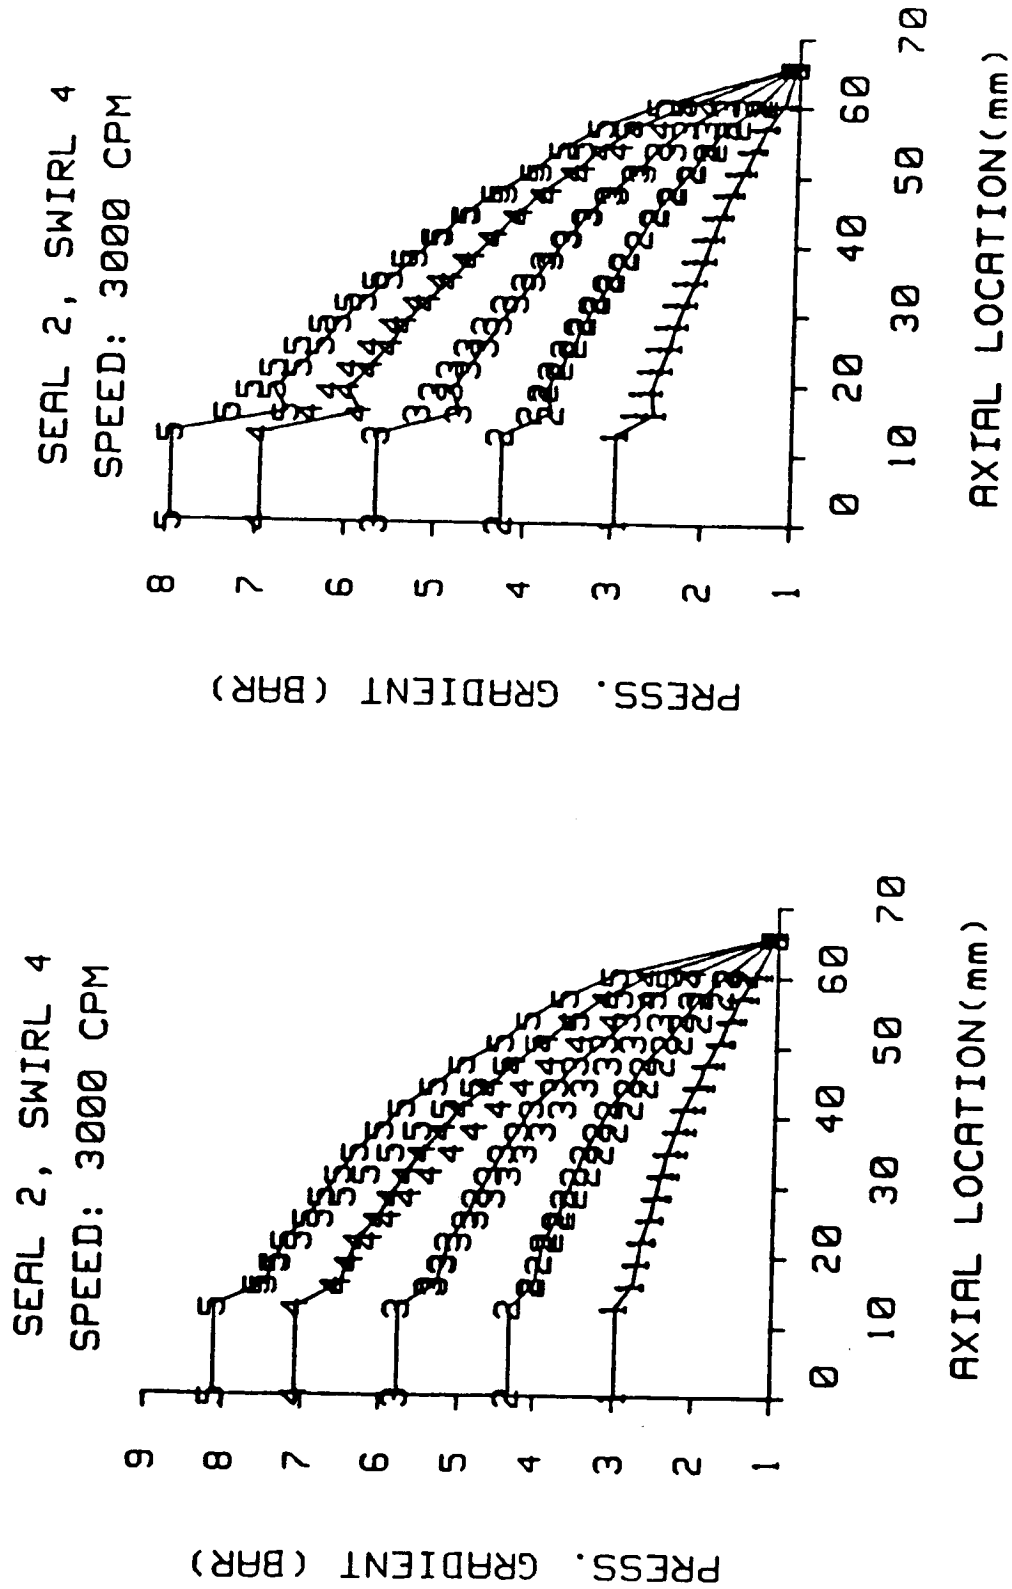 SEAL 2, SWIRL 4
SPEED: 3000 CPM
PRESS. GRADIENT (BAR)
9
8
7
6
5
4
3
2
1
0 10 20 30 40 50 60 70
AXIAL LOCATION(mm)
SEAL 2, SWIRL 4
SPEED: 3000 CPM
PRESS. GRADIENT (BAR)
8
7
6
5
4
3
2
1
0 10 20 30 40 50 60 70
AXIAL LOCATION(mm)